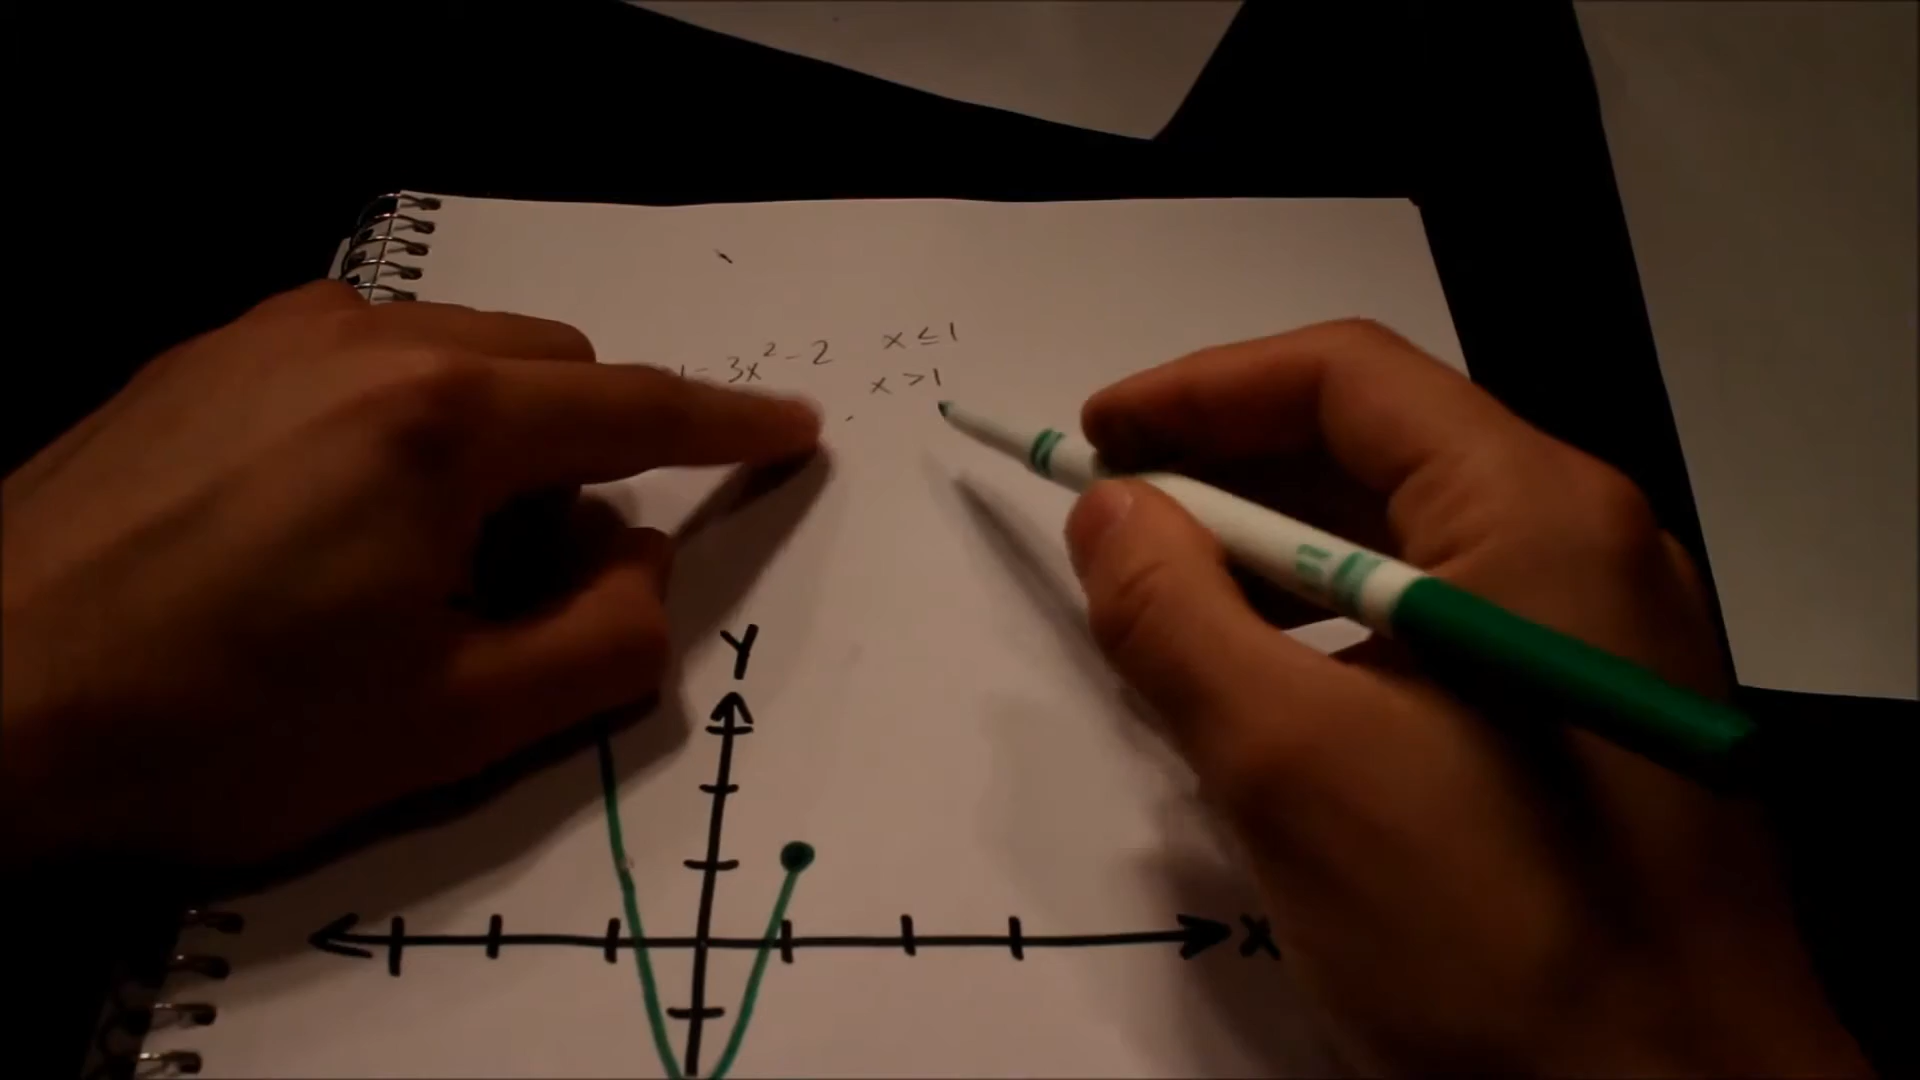 = 3x² - 2 x ≤ 1
x > 1
Y
X